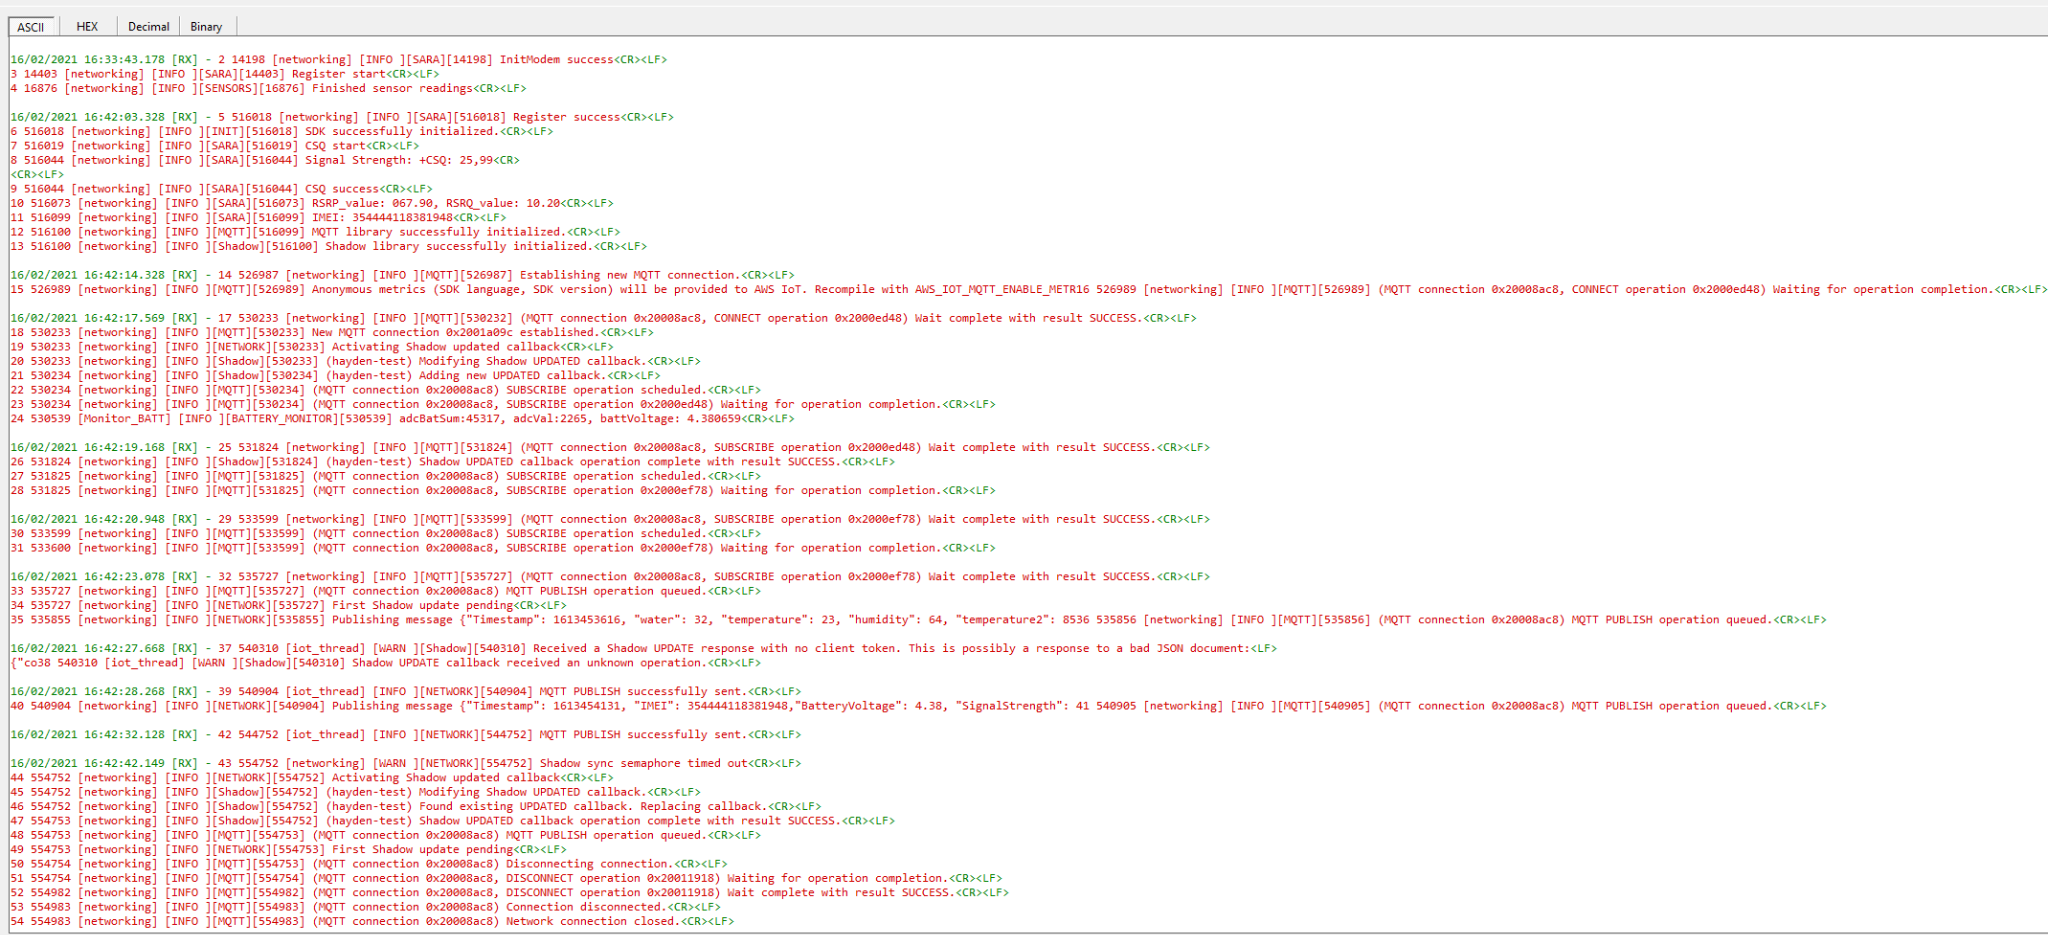 ASCII HEX Decimal Binary
16/02/2021 16:33:43.178 [RX] - 2 14198 [networking] [INFO ][SARA][14198] InitModem success<CR><LF>
3 14403 [networking] [INFO ][SARA][14403] Register start<CR><LF>
4 16876 [networking] [INFO ][SENSORS][16876] Finished sensor readings<CR><LF>
16/02/2021 16:42:03.328 [RX] - 5 516018 [networking] [INFO ][SARA][516018] Register success<CR><LF>
6 516018 [networking] [INFO ][INIT][516018] SDK successfully initialized.<CR><LF>
7 516019 [networking] [INFO ][SARA][516019] CSQ start<CR><LF>
8 516044 [networking] [INFO ][SARA][516044] Signal Strength: +CSQ: 25,99<CR>
<CR><LF>
9 516044 [networking] [INFO ][SARA][516044] CSQ success<CR><LF>
10 516073 [networking] [INFO ][SARA][516073] RSRP_value: 067.90, RSRQ_value: 10.20<CR><LF>
11 516099 [networking] [INFO ][SARA][516099] IMEI: 354444118381948<CR><LF>
12 516100 [networking] [INFO ][MQTT][516099] MQTT library successfully initialized.<CR><LF>
13 516100 [networking] [INFO ][Shadow][516100] Shadow library successfully initialized.<CR><LF>
16/02/2021 16:42:14.328 [RX] - 14 526987 [networking] [INFO ][MQTT][526987] Establishing new MQTT connection.<CR><LF>
15 526989 [networking] [INFO ][MQTT][526989] Anonymous metrics (SDK language, SDK version) will be provided to AWS IoT. Recompile with AWS_IOT_MQTT_ENABLE_METR16 526989 [networking] [INFO ][MQTT][526989] (MQTT connection 0x20008ac8, CONNECT operation 0x2000ed48) Waiting for operation completion.<CR><LF>
16/02/2021 16:42:17.569 [RX] - 17 530233 [networking] [INFO ][MQTT][530232] (MQTT connection 0x20008ac8, CONNECT operation 0x2000ed48) Wait complete with result SUCCESS.<CR><LF>
18 530233 [networking] [INFO ][MQTT][530233] New MQTT connection 0x2001a09c established.<CR><LF>
19 530233 [networking] [INFO ][NETWORK][530233] Activating Shadow updated callback<CR><LF>
20 530233 [networking] [INFO ][Shadow][530233] (hayden-test) Modifying Shadow UPDATED callback.<CR><LF>
21 530234 [networking] [INFO ][Shadow][530234] (hayden-test) Adding new UPDATED callback.<CR><LF>
22 530234 [networking] [INFO ][MQTT][530234] (MQTT connection 0x20008ac8) SUBSCRIBE operation scheduled.<CR><LF>
23 530234 [networking] [INFO ][MQTT][530234] (MQTT connection 0x20008ac8, SUBSCRIBE operation 0x2000ed48) Waiting for operation completion.<CR><LF>
24 530539 [Monitor_BATT] [INFO ][BATTERY_MONITOR][530539] adcBatSum:45317, adcVal:2265, battVoltage: 4.380659<CR><LF>
16/02/2021 16:42:19.168 [RX] - 25 531824 [networking] [INFO ][MQTT][531824] (MQTT connection 0x20008ac8, SUBSCRIBE operation 0x2000ed48) Wait complete with result SUCCESS.<CR><LF>
26 531824 [networking] [INFO ][Shadow][531824] (hayden-test) Shadow UPDATED callback operation complete with result SUCCESS.<CR><LF>
27 531825 [networking] [INFO ][MQTT][531825] (MQTT connection 0x20008ac8) SUBSCRIBE operation scheduled.<CR><LF>
28 531825 [networking] [INFO ][MQTT][531825] (MQTT connection 0x20008ac8, SUBSCRIBE operation 0x2000ef78) Waiting for operation completion.<CR><LF>
16/02/2021 16:42:20.948 [RX] - 29 533599 [networking] [INFO ][MQTT][533599] (MQTT connection 0x20008ac8, SUBSCRIBE operation 0x2000ef78) Wait complete with result SUCCESS.<CR><LF>
30 533599 [networking] [INFO ][MQTT][533599] (MQTT connection 0x20008ac8) SUBSCRIBE operation scheduled.<CR><LF>
31 533600 [networking] [INFO ][MQTT][533599] (MQTT connection 0x20008ac8, SUBSCRIBE operation 0x2000ef78) Waiting for operation completion.<CR><LF>
16/02/2021 16:42:23.078 [RX] - 32 535727 [networking] [INFO ][MQTT][535727] (MQTT connection 0x20008ac8, SUBSCRIBE operation 0x2000ef78) Wait complete with result SUCCESS.<CR><LF>
33 535727 [networking] [INFO ][MQTT][535727] (MQTT connection 0x20008ac8) MQTT PUBLISH operation queued.<CR><LF>
34 535727 [networking] [INFO ][NETWORK][535727] First Shadow update pending<CR><LF>
35 535855 [networking] [INFO ][NETWORK][535855] Publishing message {"Timestamp": 1613453616, "water": 32, "temperature": 23, "humidity": 64, "temperature2": 8536 535856 [networking] [INFO ][MQTT][535856] (MQTT connection 0x20008ac8) MQTT PUBLISH operation queued.<CR><LF>
16/02/2021 16:42:27.668 [RX] - 37 540310 [iot_thread] [WARN ][Shadow][540310] Received a Shadow UPDATE response with no client token. This is possibly a response to a bad JSON document:<LF>
{"co38 540310 [iot_thread] [WARN ][Shadow][540310] Shadow UPDATE callback received an unknown operation.<CR><LF>
16/02/2021 16:42:28.268 [RX] - 39 540904 [iot_thread] [INFO ][NETWORK][540904] MQTT PUBLISH successfully sent.<CR><LF>
40 540904 [networking] [INFO ][NETWORK][540904] Publishing message {"Timestamp": 1613454131, "IMEI": 354444118381948,"BatteryVoltage": 4.38, "SignalStrength": 41 540905 [networking] [INFO ][MQTT][540905] (MQTT connection 0x20008ac8) MQTT PUBLISH operation queued.<CR><LF>
16/02/2021 16:42:32.128 [RX] - 42 544752 [iot_thread] [INFO ][NETWORK][544752] MQTT PUBLISH successfully sent.<CR><LF>
16/02/2021 16:42:42.149 [RX] - 43 554752 [networking] [WARN ][NETWORK][554752] Shadow sync semaphore timed out<CR><LF>
44 554752 [networking] [INFO ][NETWORK][554752] Activating Shadow updated callback<CR><LF>
45 554752 [networking] [INFO ][Shadow][554752] (hayden-test) Modifying Shadow UPDATED callback.<CR><LF>
46 554752 [networking] [INFO ][Shadow][554752] (hayden-test) Found existing UPDATED callback. Replacing callback.<CR><LF>
47 554753 [networking] [INFO ][Shadow][554752] (hayden-test) Shadow UPDATED callback operation complete with result SUCCESS.<CR><LF>
48 554753 [networking] [INFO ][MQTT][554753] (MQTT connection 0x20008ac8) MQTT PUBLISH operation queued.<CR><LF>
49 554753 [networking] [INFO ][NETWORK][554753] First Shadow update pending<CR><LF>
50 554754 [networking] [INFO ][MQTT][554753] (MQTT connection 0x20008ac8) Disconnecting connection.<CR><LF>
51 554754 [networking] [INFO ][MQTT][554754] (MQTT connection 0x20008ac8, DISCONNECT operation 0x20011918) Waiting for operation completion.<CR><LF>
52 554982 [networking] [INFO ][MQTT][554982] (MQTT connection 0x20008ac8, DISCONNECT operation 0x20011918) Wait complete with result SUCCESS.<CR><LF>
53 554983 [networking] [INFO ][MQTT][554983] (MQTT connection 0x20008ac8) Connection disconnected.<CR><LF>
54 554983 [networking] [INFO ][MQTT][554983] (MQTT connection 0x20008ac8) Network connection closed.<CR><LF>